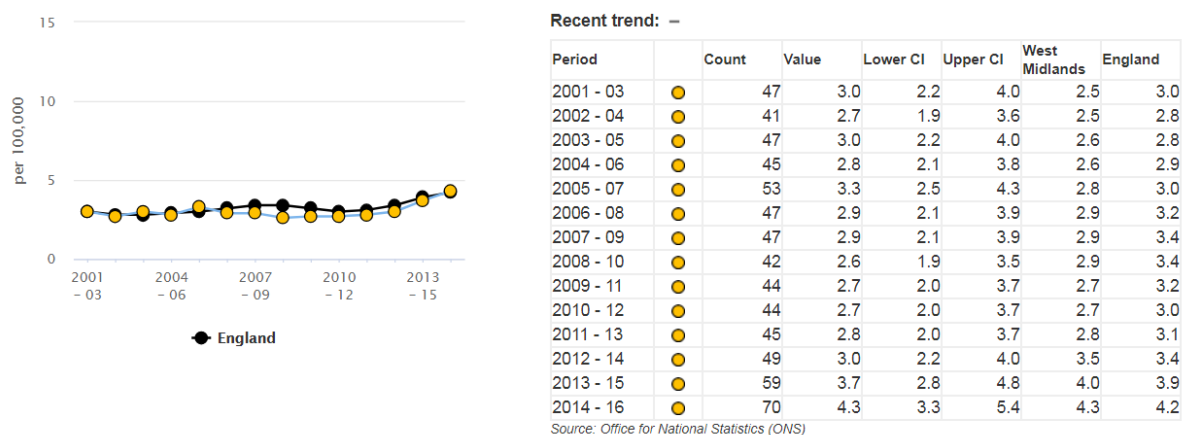 15
10
5
0
per 100,000
2001 2004 2007 2010 2013
– 03 – 06 – 09 – 12 – 15
England
Recent trend: –
Period Count Value Lower CI Upper CI West Midlands England
2001 - 03 47 3.0 2.2 4.0 2.5 3.0
2002 - 04 41 2.7 1.9 3.6 2.5 2.8
2003 - 05 47 3.0 2.2 4.0 2.6 2.8
2004 - 06 45 2.8 2.1 3.8 2.6 2.9
2005 - 07 53 3.3 2.5 4.3 2.8 3.0
2006 - 08 47 2.9 2.1 3.9 2.9 3.2
2007 - 09 47 2.9 2.1 3.9 2.9 3.4
2008 - 10 42 2.6 1.9 3.5 2.9 3.4
2009 - 11 44 2.7 2.0 3.7 2.7 3.2
2010 - 12 44 2.7 2.0 3.7 2.7 3.0
2011 - 13 45 2.8 2.0 3.7 2.8 3.1
2012 - 14 49 3.0 2.2 4.0 3.5 3.4
2013 - 15 59 3.7 2.8 4.8 4.0 3.9
2014 - 16 70 4.3 3.3 5.4 4.3 4.2
Source: Office for National Statistics (ONS)